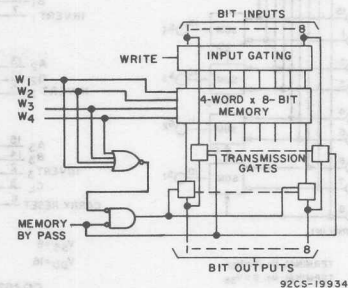 BIT INPUTS
1 8
WRITE
INPUT GATING
W1
W2
W3
W4
4-WORD x 8-BIT
MEMORY
TRANSMISSION
GATES
MEMORY
BY PASS
1 8
BIT OUTPUTS
92CS-19934